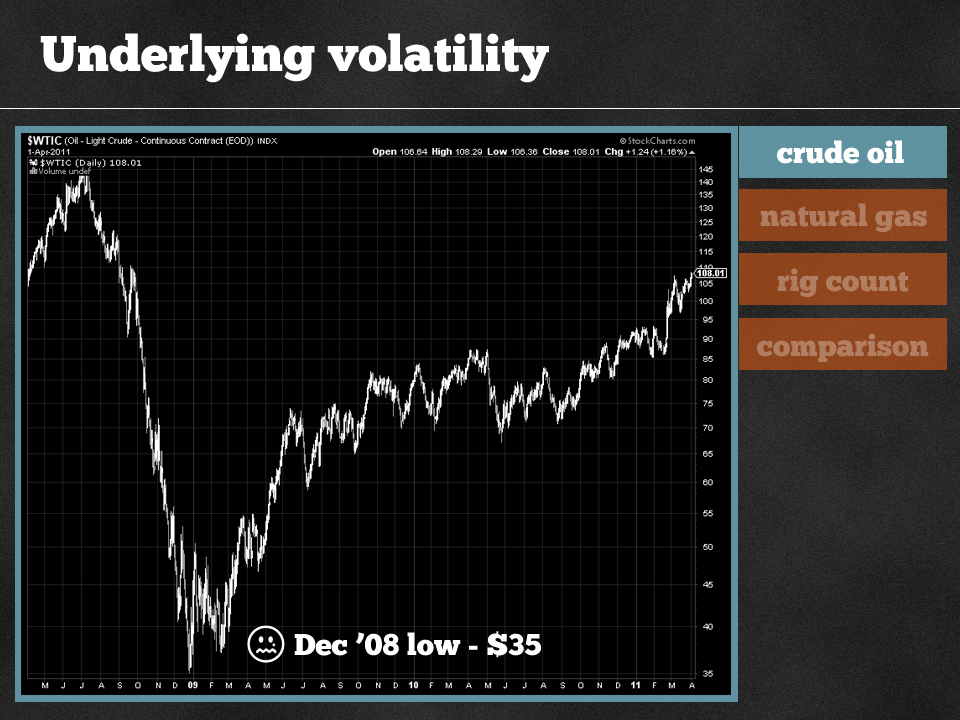 Underlying volatility
$WTIC (Oil - Light Crude - Continuous Contract (EOD)) INDX
© StockCharts.com
1-Apr-2011
Open 106.64 High 108.29 Low 106.36 Close 108.01 Chg +1.24 (+1.16%)
$WTIC (Daily) 108.01
Volume undef
145
140
135
130
125
120
115
110
108.01
105
100
95
90
85
80
75
70
65
60
55
50
45
40
35
M J J A S O N D 09 F M A M J J A S O N D 10 F M A M J J A S O N D 11 F M A
Dec ’08 low - $35
crude oil
natural gas
rig count
comparison